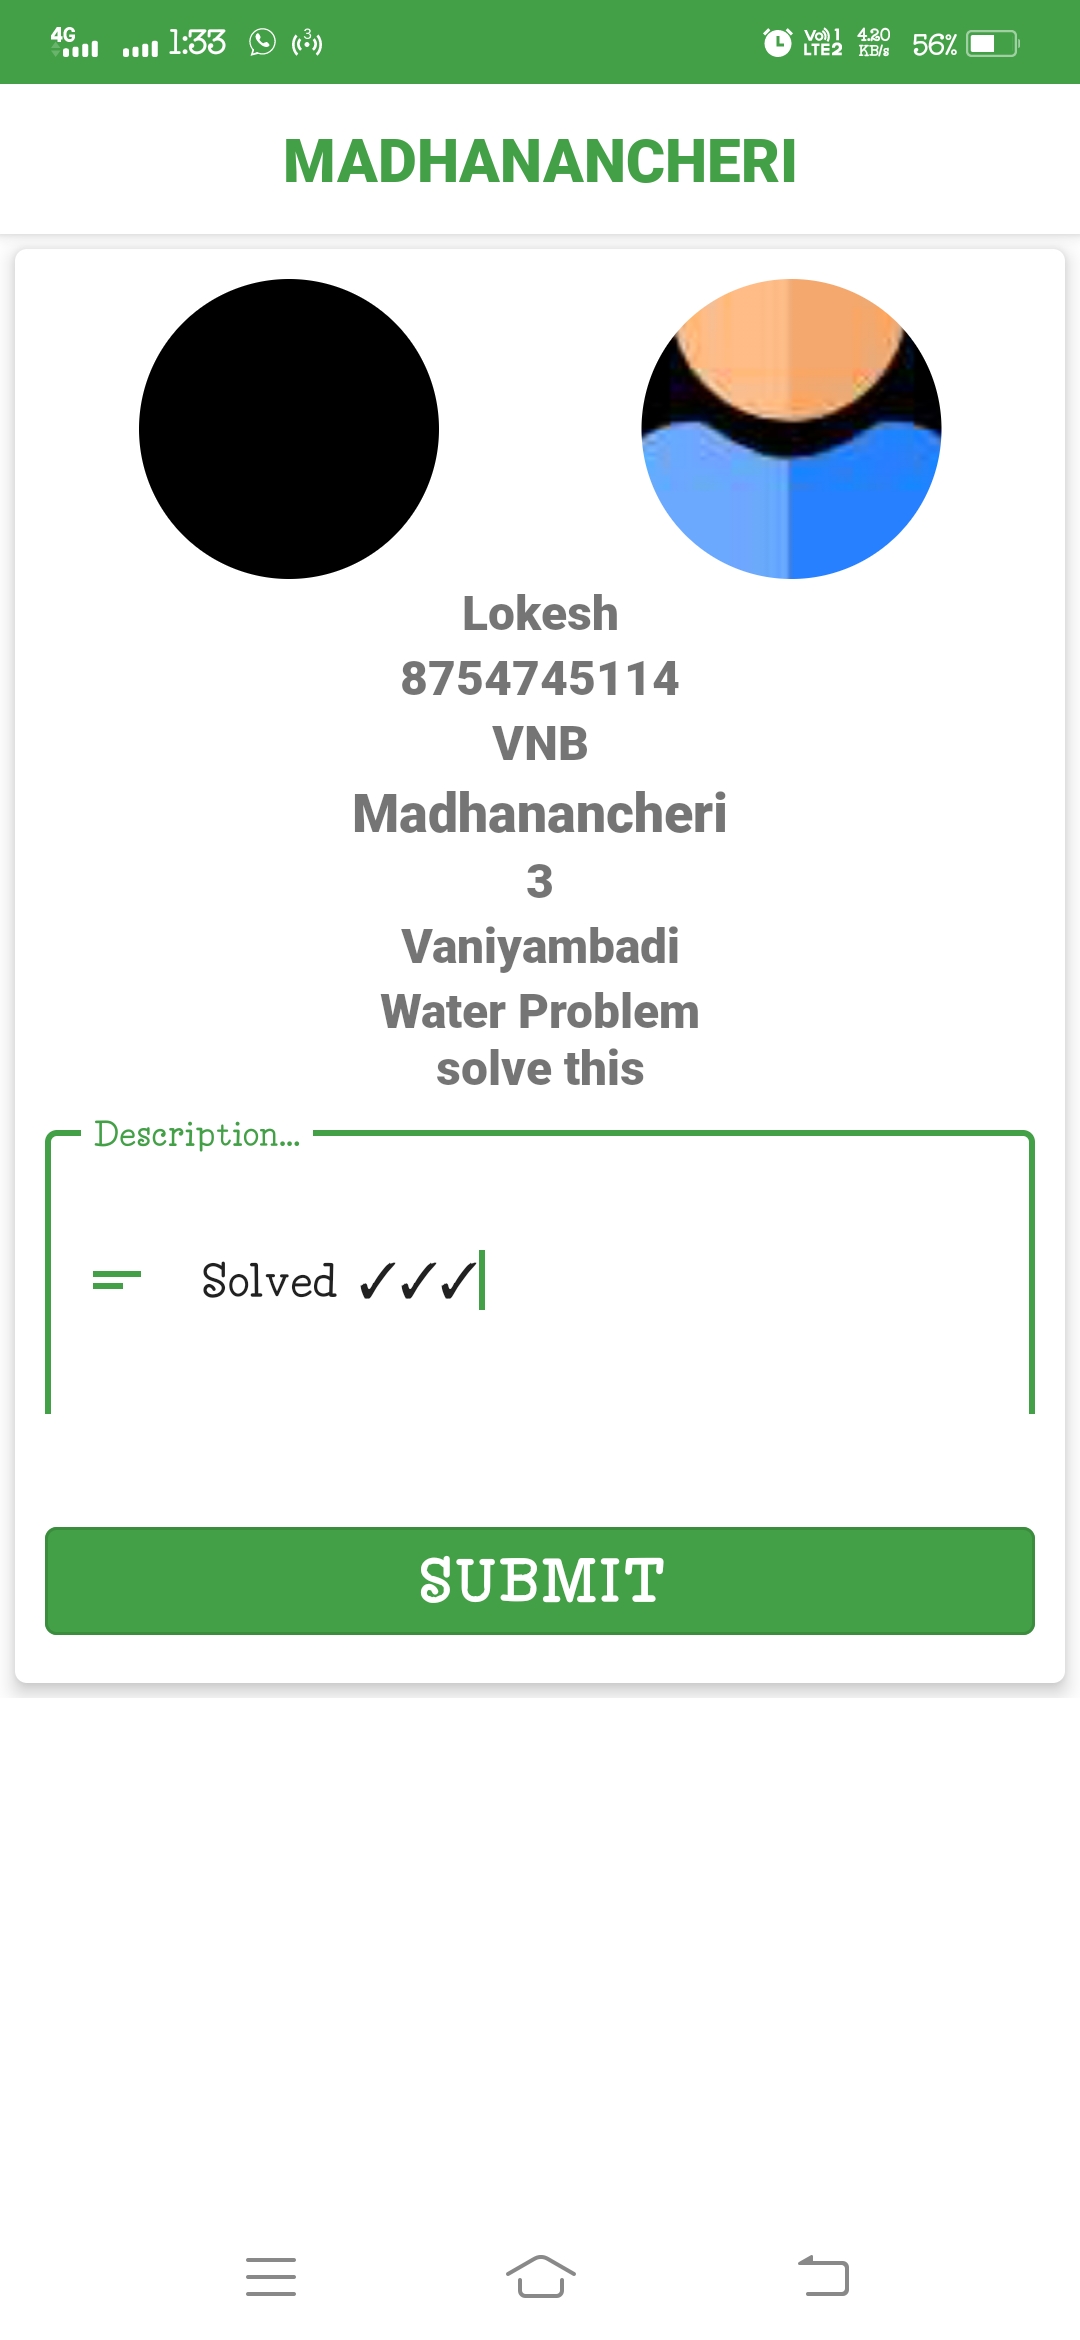 4G 1:33 3 Vo)) 1 LTE2 4.20 KB/s 56%
MADHANANCHERI
Lokesh
8754745114
VNB
Madhanancheri
3
Vaniyambadi
Water Problem
solve this
Description...
Solved ✓✓✓
SUBMIT